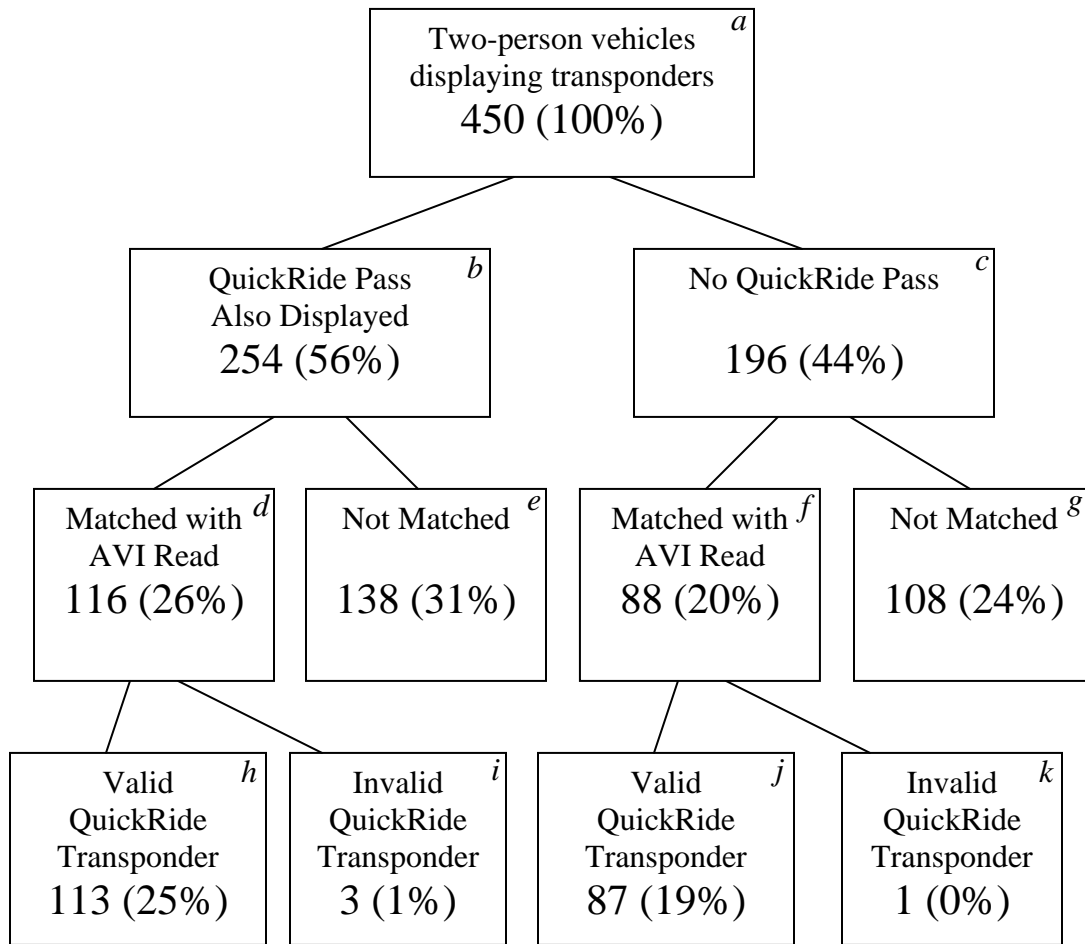 a
Two-person vehicles
displaying transponders
450 (100%)
b
QuickRide Pass
Also Displayed
254 (56%)
c
No QuickRide Pass
196 (44%)
d
Matched with
AVI Read
116 (26%)
e
Not Matched
138 (31%)
f
Matched with
AVI Read
88 (20%)
g
Not Matched
108 (24%)
h
Valid
QuickRide
Transponder
113 (25%)
i
Invalid
QuickRide
Transponder
3 (1%)
j
Valid
QuickRide
Transponder
87 (19%)
k
Invalid
QuickRide
Transponder
1 (0%)